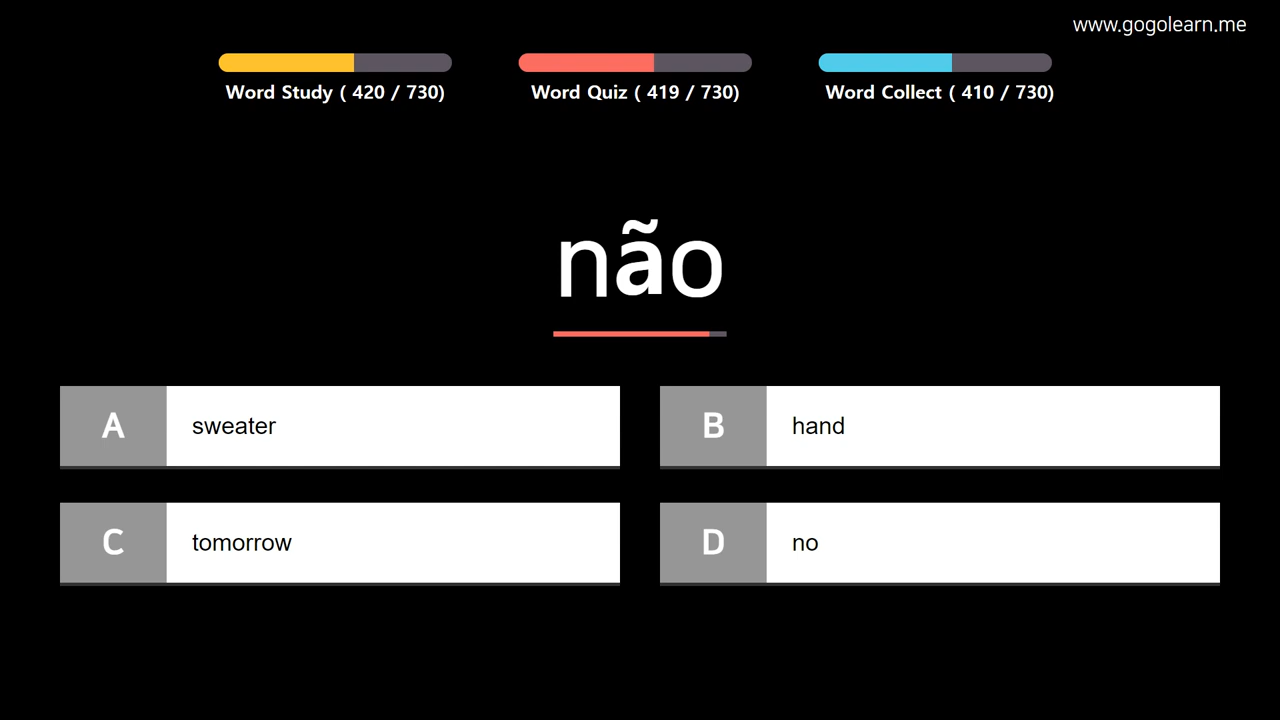 www.gogolearn.me
Word Study ( 420 / 730)
Word Quiz ( 419 / 730)
Word Collect ( 410 / 730)
não
A sweater
B hand
C tomorrow
D no